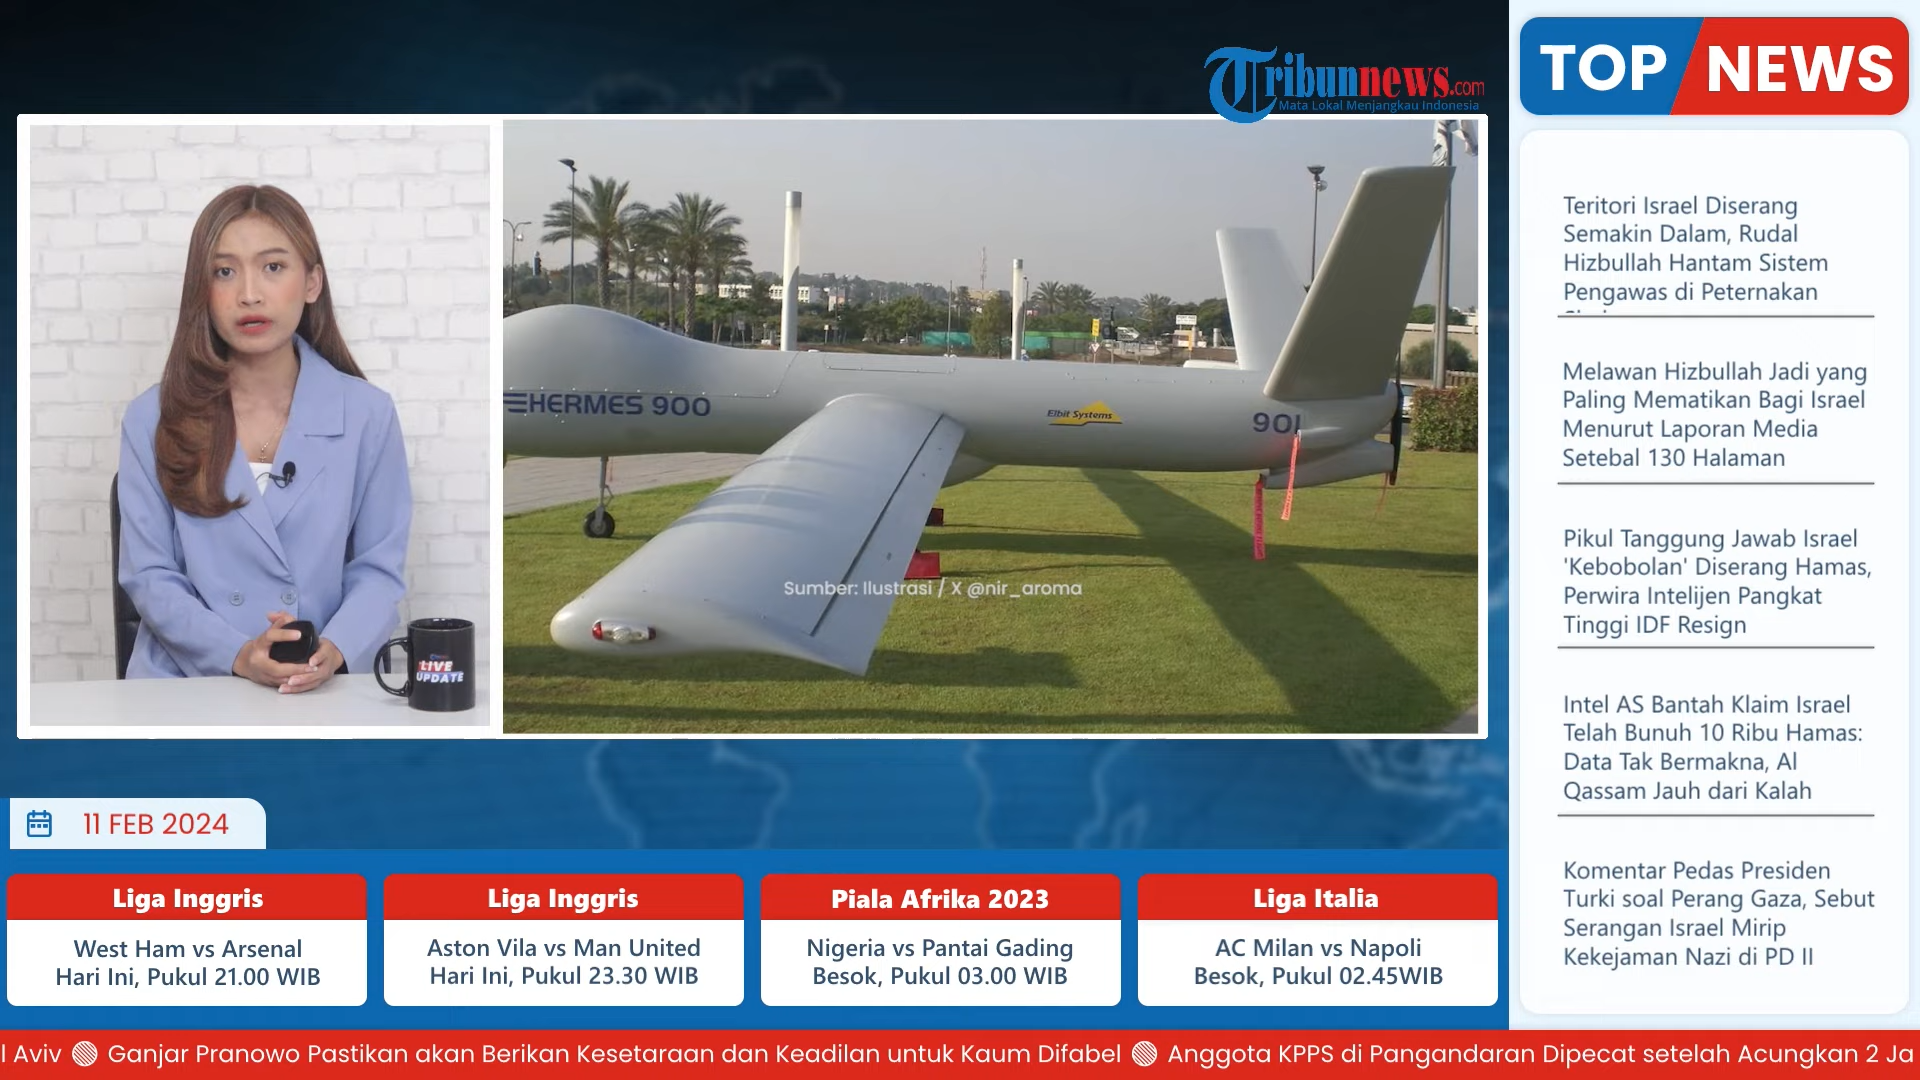 Tribunnews.com
Mata Lokal Menjangkau Indonesia
HERMES 900
Elbit Systems
901
Sumber: Ilustrasi / X @nir_aroma
LIVE
UPDATE
11 FEB 2024
Liga Inggris
West Ham vs Arsenal
Hari Ini, Pukul 21.00 WIB
Liga Inggris
Aston Vila vs Man United
Hari Ini, Pukul 23.30 WIB
Piala Afrika 2023
Nigeria vs Pantai Gading
Besok, Pukul 03.00 WIB
Liga Italia
AC Milan vs Napoli
Besok, Pukul 02.45WIB
TOP NEWS
Teritori Israel Diserang
Semakin Dalam, Rudal
Hizbullah Hantam Sistem
Pengawas di Peternakan
Melawan Hizbullah Jadi yang
Paling Mematikan Bagi Israel
Menurut Laporan Media
Setebal 130 Halaman
Pikul Tanggung Jawab Israel
'Kebobolan' Diserang Hamas,
Perwira Intelijen Pangkat
Tinggi IDF Resign
Intel AS Bantah Klaim Israel
Telah Bunuh 10 Ribu Hamas:
Data Tak Bermakna, Al
Qassam Jauh dari Kalah
Komentar Pedas Presiden
Turki soal Perang Gaza, Sebut
Serangan Israel Mirip
Kekejaman Nazi di PD II
l Aviv Ganjar Pranowo Pastikan akan Berikan Kesetaraan dan Keadilan untuk Kaum Difabel Anggota KPPS di Pangandaran Dipecat setelah Acungkan 2 Ja